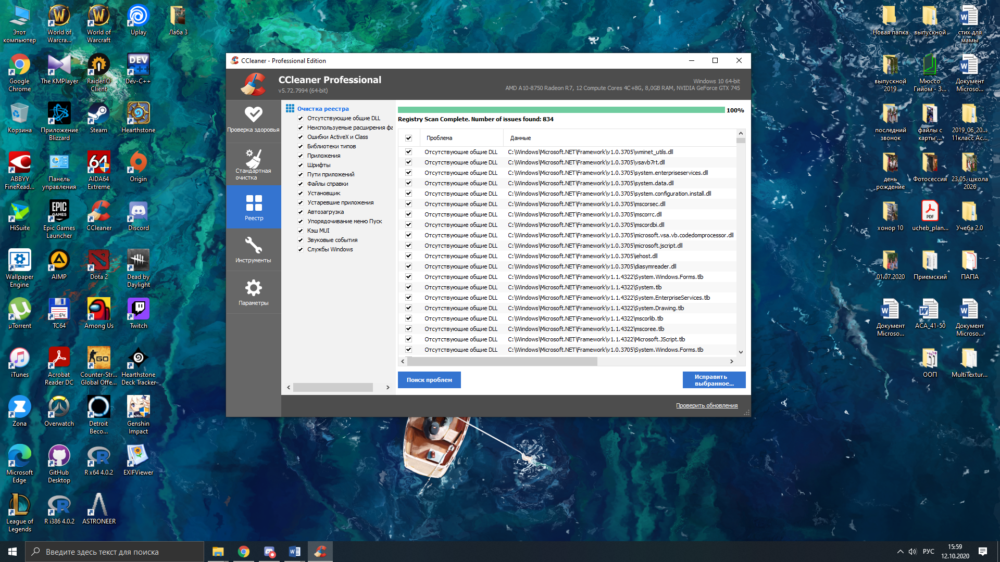 Этот
компьютер
World of
Warcra...
World of
Warcraft
Uplay
Лаба 3
Google
Chrome
The KMPlayer
RaiderIO
Client
Dev-C++
Корзина
Приложение
Blizzard
Steam
Hearthstone
ABBYY
FineRead...
Панель
управления
AIDA64
Extreme
Origin
HiSuite
Epic Games
Launcher
CCleaner
Discord
Wallpaper
Engine
AIMP
Dota 2
Dead by
Daylight
µTorrent
TC64
Among Us
Twitch
iTunes
Acrobat
Reader DC
Counter-Str...
Global Offe...
Hearthstone
Deck Tracker
Zona
Overwatch
Detroit
Beco...
Genshin
Impact
Microsoft
Edge
GitHub
Desktop
R x64 4.0.2
EXIFViewer
League of
Legends
R i386 4.0.2
ASTRONEER
CCleaner - Professional Edition
CCleaner Professional
v5.72.7994 (64-bit)
Windows 10 64-bit
AMD A10-8750 Radeon R7, 12 Compute Cores 4C+8G, 8,0GB RAM, NVIDIA GeForce GTX 745
Проверка здоровья
Стандартная
очистка
Реестр
Инструменты
Параметры
Очистка реестра
Отсутствующие общие DLL
Неиспользуемые расширения фа
Ошибки ActiveX и Class
Библиотеки типов
Приложения
Шрифты
Пути приложений
Файлы справки
Установщик
Устаревшие приложения
Автозагрузка
Упорядочивание меню Пуск
Кэш MUI
Звуковые события
Службы Windows
100%
Registry Scan Complete. Number of issues found: 834
Проблема Данные
Отсутствующие общие DLL C:\Windows\Microsoft.NET\Framework\v1.0.3705\wminet_utils.dll
Отсутствующие общие DLL C:\Windows\Microsoft.NET\Framework\v1.0.3705\vsavb7rt.dll
Отсутствующие общие DLL C:\Windows\Microsoft.NET\Framework\v1.0.3705\system.enterpriseservices.dll
Отсутствующие общие DLL C:\Windows\Microsoft.NET\Framework\v1.0.3705\system.data.dll
Отсутствующие общие DLL C:\Windows\Microsoft.NET\Framework\v1.0.3705\system.configuration.install.dll
Отсутствующие общие DLL C:\Windows\Microsoft.NET\Framework\v1.0.3705\mscorsec.dll
Отсутствующие общие DLL C:\Windows\Microsoft.NET\Framework\v1.0.3705\mscorrc.dll
Отсутствующие общие DLL C:\Windows\Microsoft.NET\Framework\v1.0.3705\mscordbi.dll
Отсутствующие общие DLL C:\Windows\Microsoft.NET\Framework\v1.0.3705\microsoft.vsa.vb.codedomprocessor.dll
Отсутствующие общие DLL C:\Windows\Microsoft.NET\Framework\v1.0.3705\microsoft.jscript.dll
Отсутствующие общие DLL C:\Windows\Microsoft.NET\Framework\v1.0.3705\iehost.dll
Отсутствующие общие DLL C:\Windows\Microsoft.NET\Framework\v1.0.3705\diasymreader.dll
Отсутствующие общие DLL C:\Windows\Microsoft.NET\Framework\v1.1.4322\System.Windows.Forms.tlb
Отсутствующие общие DLL C:\Windows\Microsoft.NET\Framework\v1.1.4322\System.tlb
Отсутствующие общие DLL C:\Windows\Microsoft.NET\Framework\v1.1.4322\System.EnterpriseServices.tlb
Отсутствующие общие DLL C:\Windows\Microsoft.NET\Framework\v1.1.4322\System.Drawing.tlb
Отсутствующие общие DLL C:\Windows\Microsoft.NET\Framework\v1.1.4322\mscorlib.tlb
Отсутствующие общие DLL C:\Windows\Microsoft.NET\Framework\v1.1.4322\mscoree.tlb
Отсутствующие общие DLL C:\Windows\Microsoft.NET\Framework\v1.1.4322\Microsoft.JScript.tlb
Отсутствующие общие DLL C:\Windows\Microsoft.NET\Framework\v1.0.3705\System.Windows.Forms.tlb
Поиск проблем
Исправить
выбранное...
Проверить обновления
Новая папка
выпускной
стих для
мамы
выпускной
2019
Мюссо
Гийом - З...
Документ
Microso...
последний
звонок
файлы с
карты ...
2019_06_20...
11класс Ас...
день
рождение
Фотосессия
23.05. школа
2026
хонор 10
ucheb_plan...
Учеба 2.0
01.07.2020
Приемский
ПАПА
Документ
Microso...
АСА_41-50
Документ
Microso...
ООП
MultiTextur...
Введите здесь текст для поиска
РУС
15:59
12.10.2020